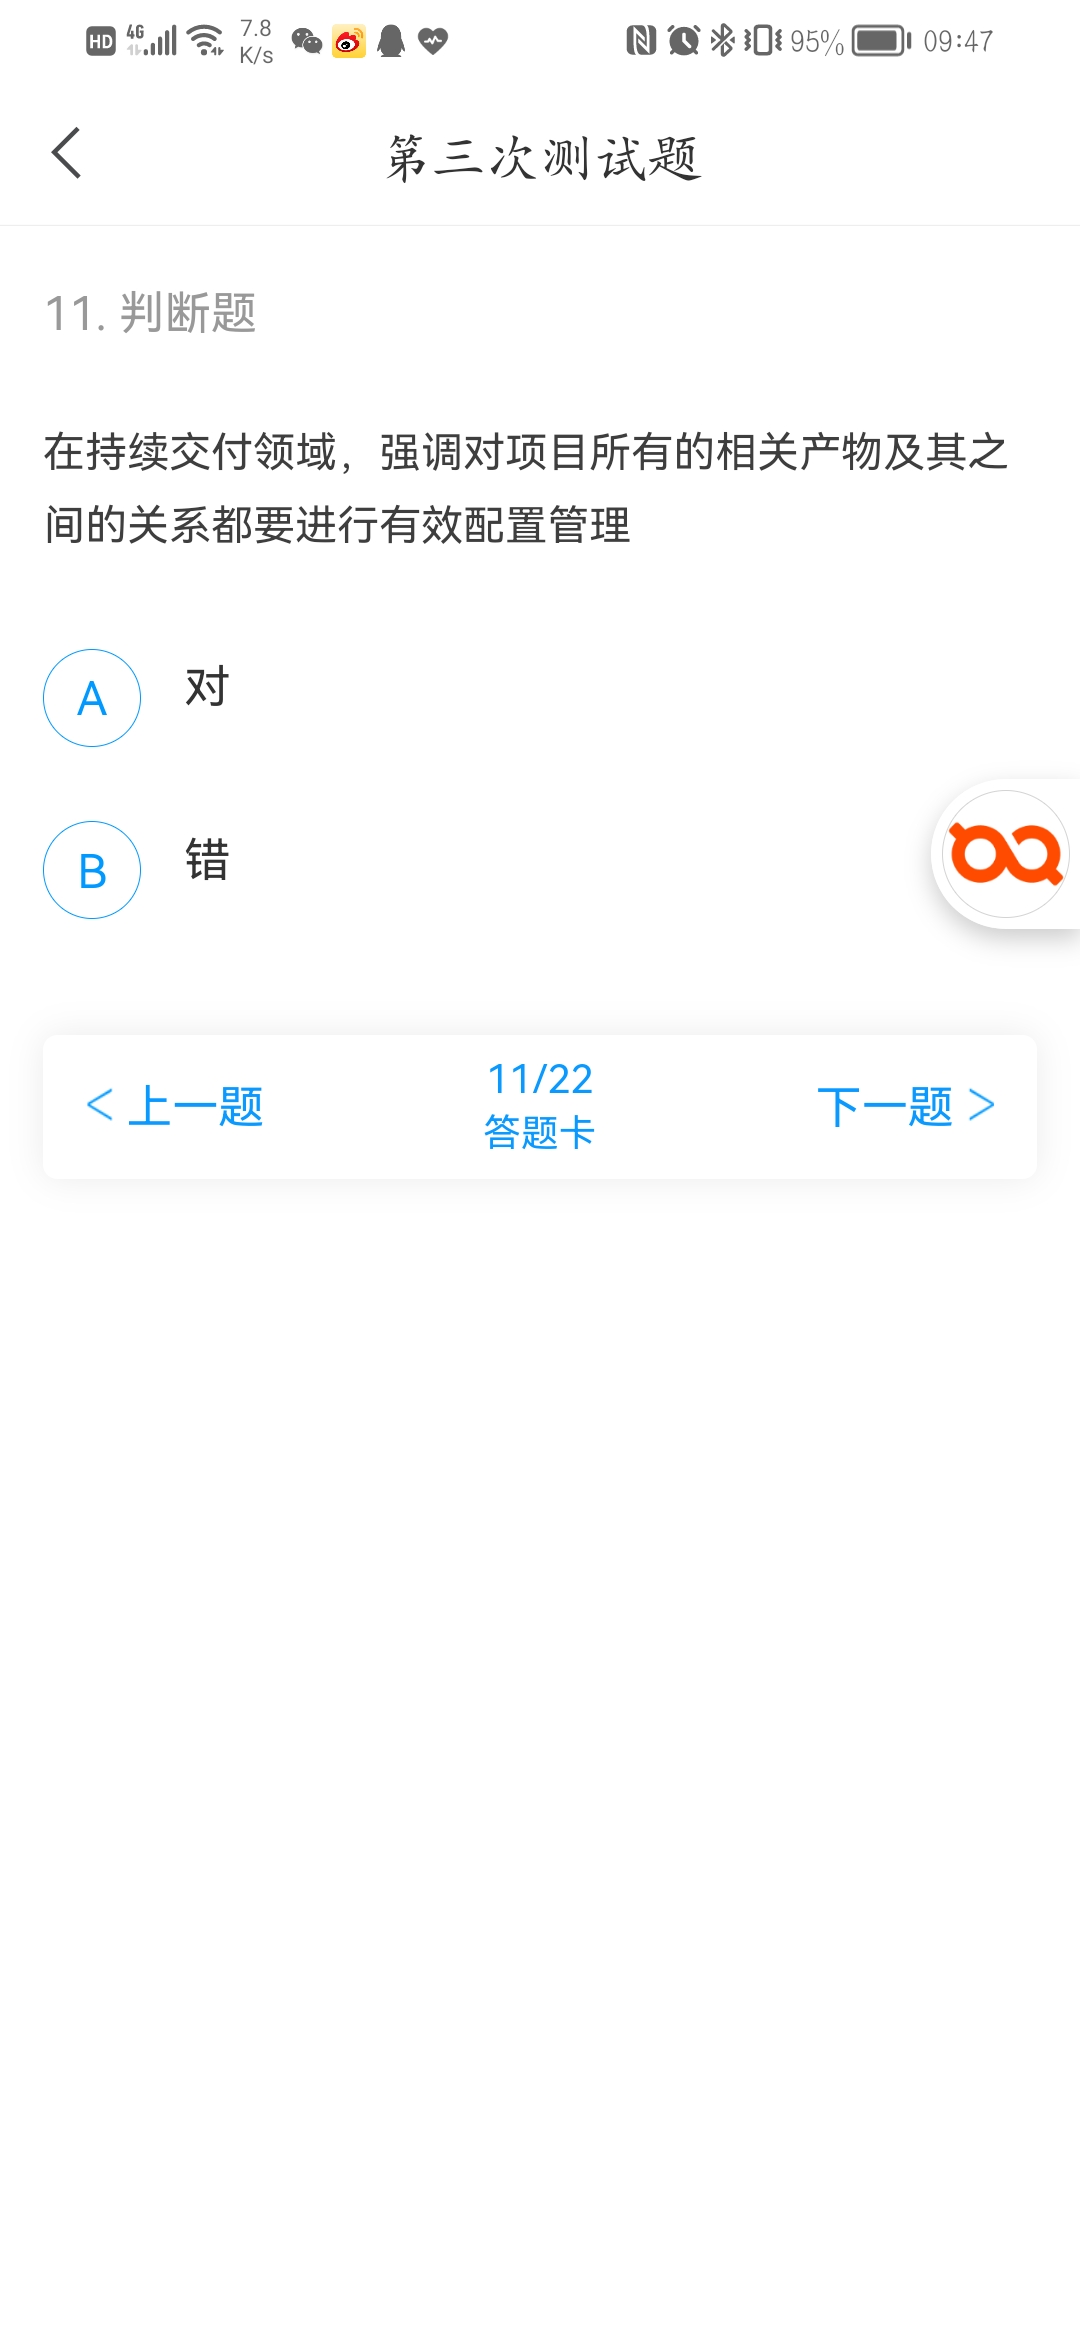 HD 4G 7.8 K/s 95% 09:47
第三次测试题
11. 判断题
在持续交付领域，强调对项目所有的相关产物及其之
间的关系都要进行有效配置管理
A 对
B 错
< 上一题 11/22 下一题 >
答题卡